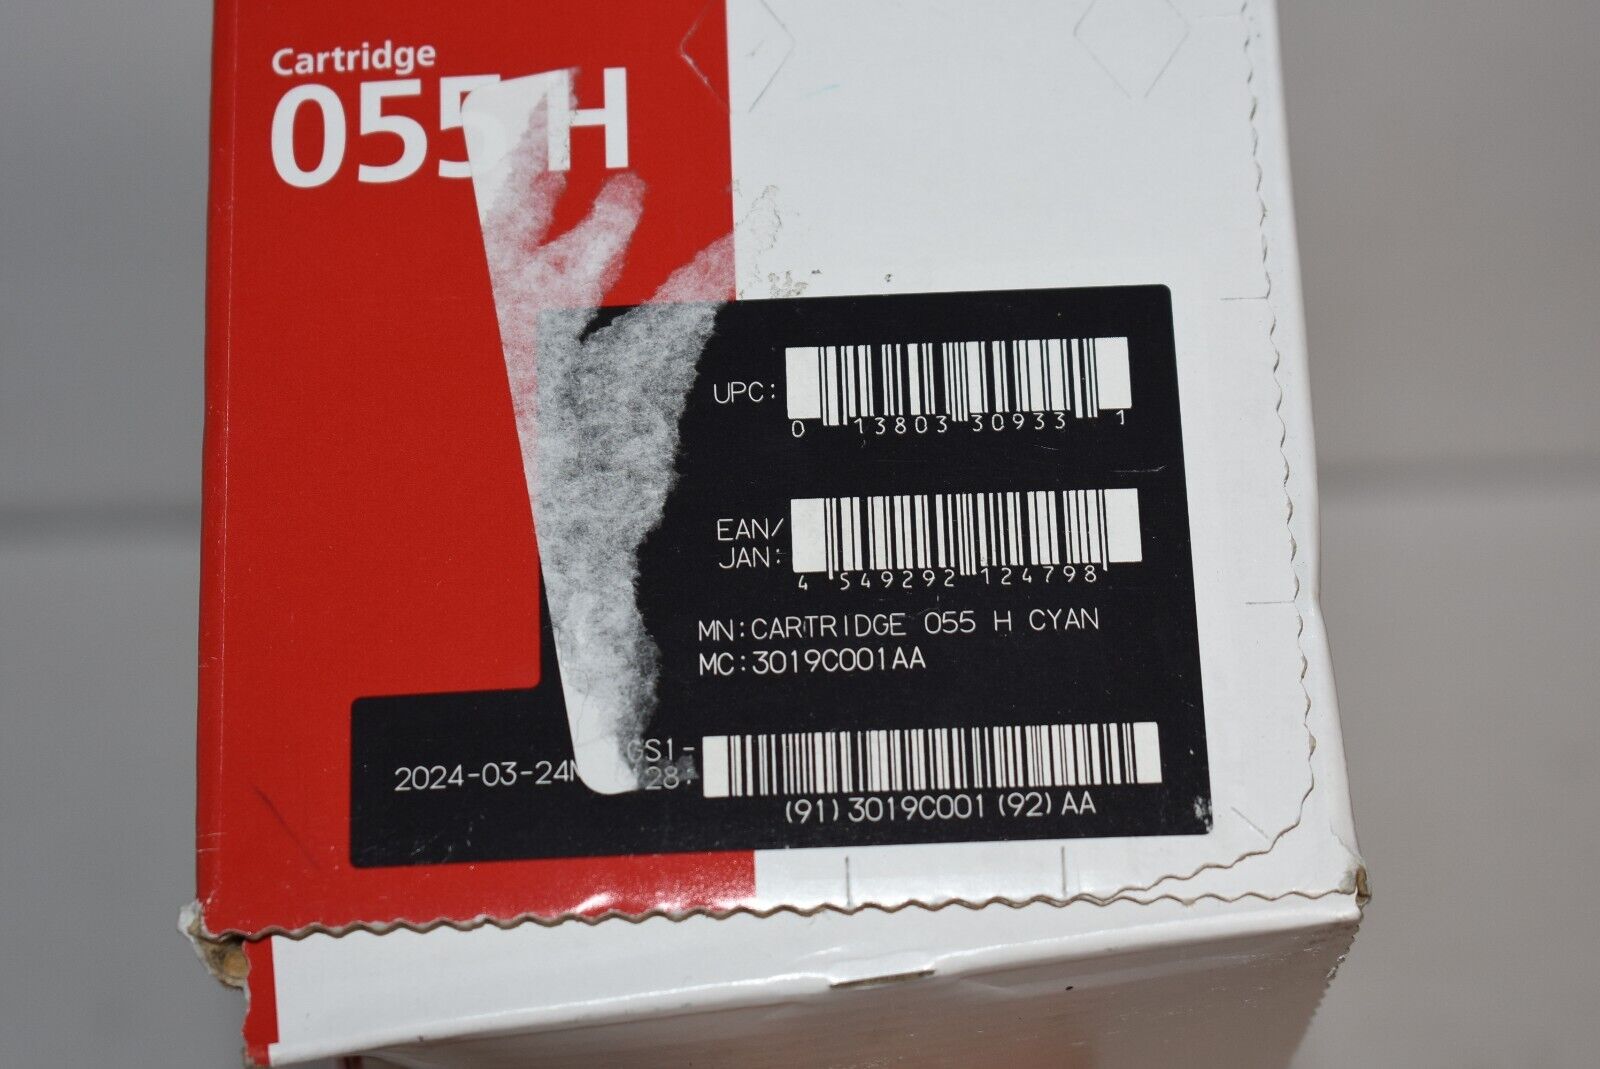 Cartridge
055 H
UPC:
0 13803 30933 1
EAN/
JAN:
4 549292 124798
MN:CARTRIDGE 055 H CYAN
MC:3019C001AA
GS1-
28:
2024-03-24
(91)3019C001(92)AA